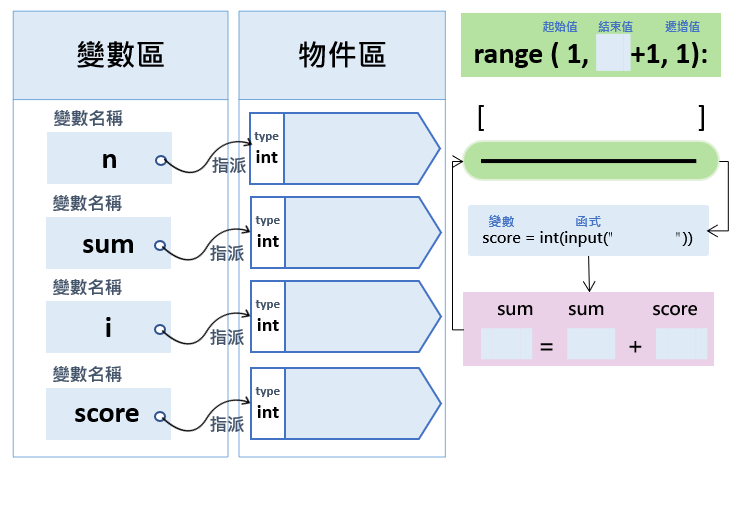 變數區
物件區
變數名稱
n
指派
type
int
變數名稱
sum
指派
type
int
變數名稱
i
指派
type
int
變數名稱
score
指派
type
int
起始值 結束值 遞增值
range ( 1, +1, 1):
[ ]
變數 函式
score = int(input(" "))
sum sum score
= +